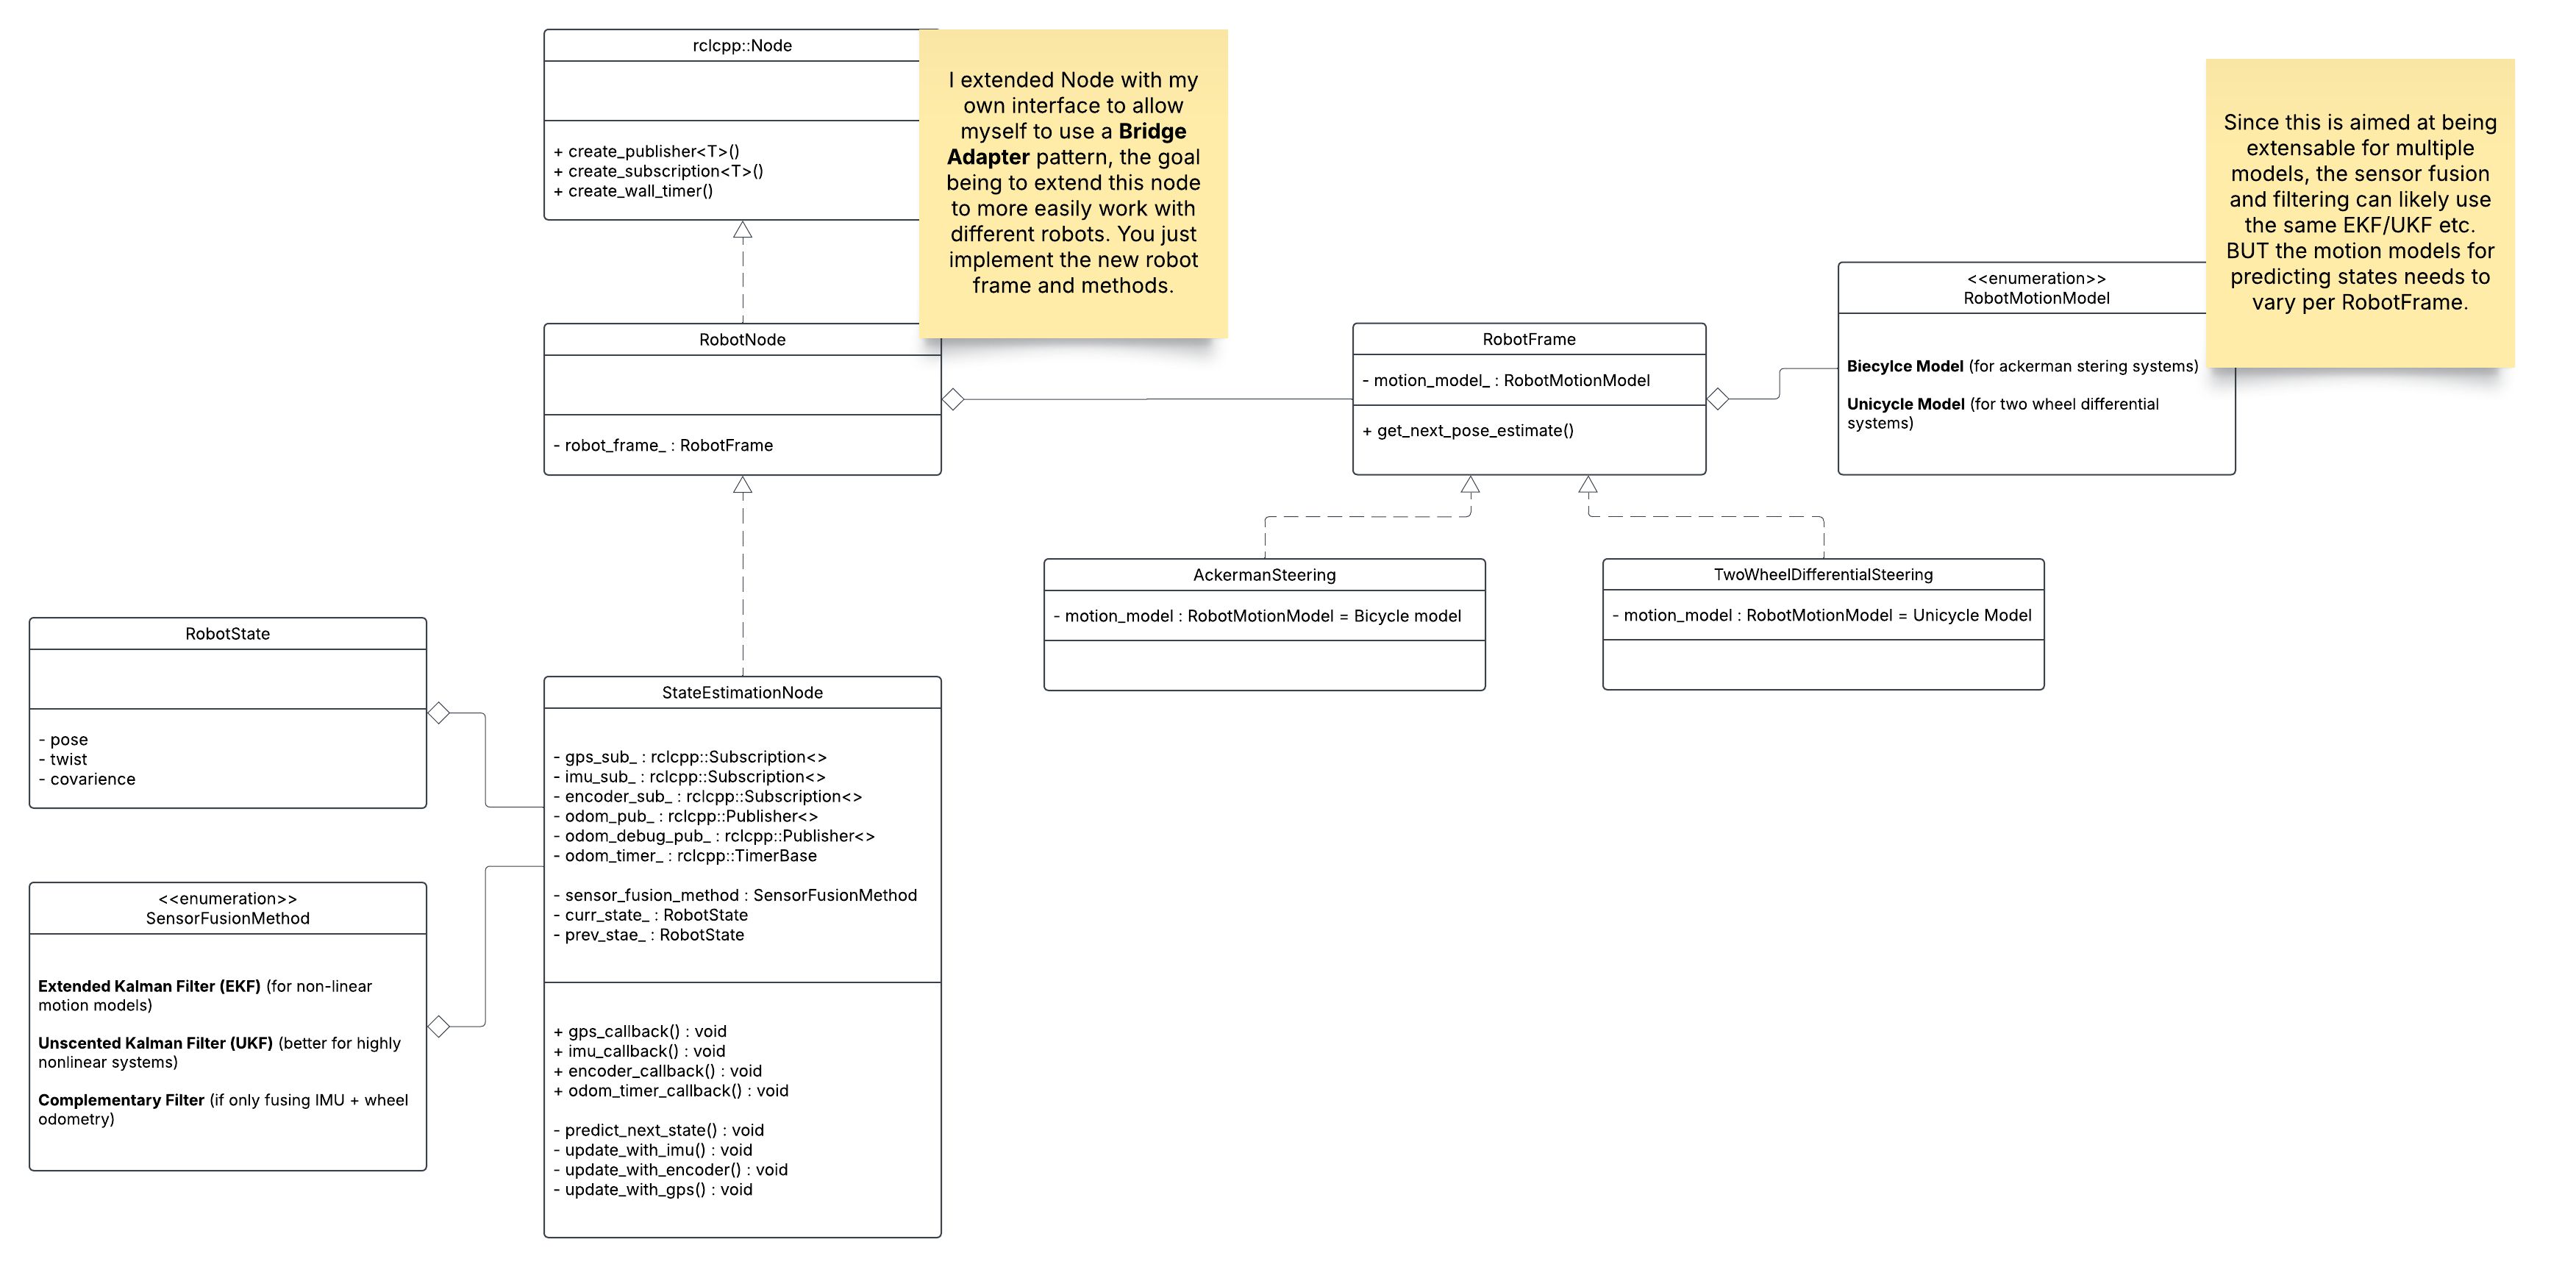 rclcpp::Node
+ create_publisher<T>()
+ create_subscription<T>()
+ create_wall_timer()
I extended Node with my
own interface to allow
myself to use a Bridge
Adapter pattern, the goal
being to extend this node
to more easily work with
different robots. You just
implement the new robot
frame and methods.
Since this is aimed at being
extensable for multiple
models, the sensor fusion
and filtering can likely use
the same EKF/UKF etc.
BUT the motion models for
predicting states needs to
vary per RobotFrame.
RobotNode
- robot_frame_ : RobotFrame
RobotFrame
- motion_model_ : RobotMotionModel
+ get_next_pose_estimate()
<<enumeration>>
RobotMotionModel
Biecylce Model (for ackerman stering systems)
Unicycle Model (for two wheel differential
systems)
AckermanSteering
- motion_model : RobotMotionModel = Bicycle model
TwoWheelDifferentialSteering
- motion_model : RobotMotionModel = Unicycle Model
RobotState
- pose
- twist
- covarience
<<enumeration>>
SensorFusionMethod
Extended Kalman Filter (EKF) (for non-linear
motion models)
Unscented Kalman Filter (UKF) (better for highly
nonlinear systems)
Complementary Filter (if only fusing IMU + wheel
odometry)
StateEstimationNode
- gps_sub_ : rclcpp::Subscription<>
- imu_sub_ : rclcpp::Subscription<>
- encoder_sub_ : rclcpp::Subscription<>
- odom_pub_ : rclcpp::Publisher<>
- odom_debug_pub_ : rclcpp::Publisher<>
- odom_timer_ : rclcpp::TimerBase
- sensor_fusion_method : SensorFusionMethod
- curr_state_ : RobotState
- prev_stae_ : RobotState
+ gps_callback() : void
+ imu_callback() : void
+ encoder_callback() : void
+ odom_timer_callback() : void
- predict_next_state() : void
- update_with_imu() : void
- update_with_encoder() : void
- update_with_gps() : void